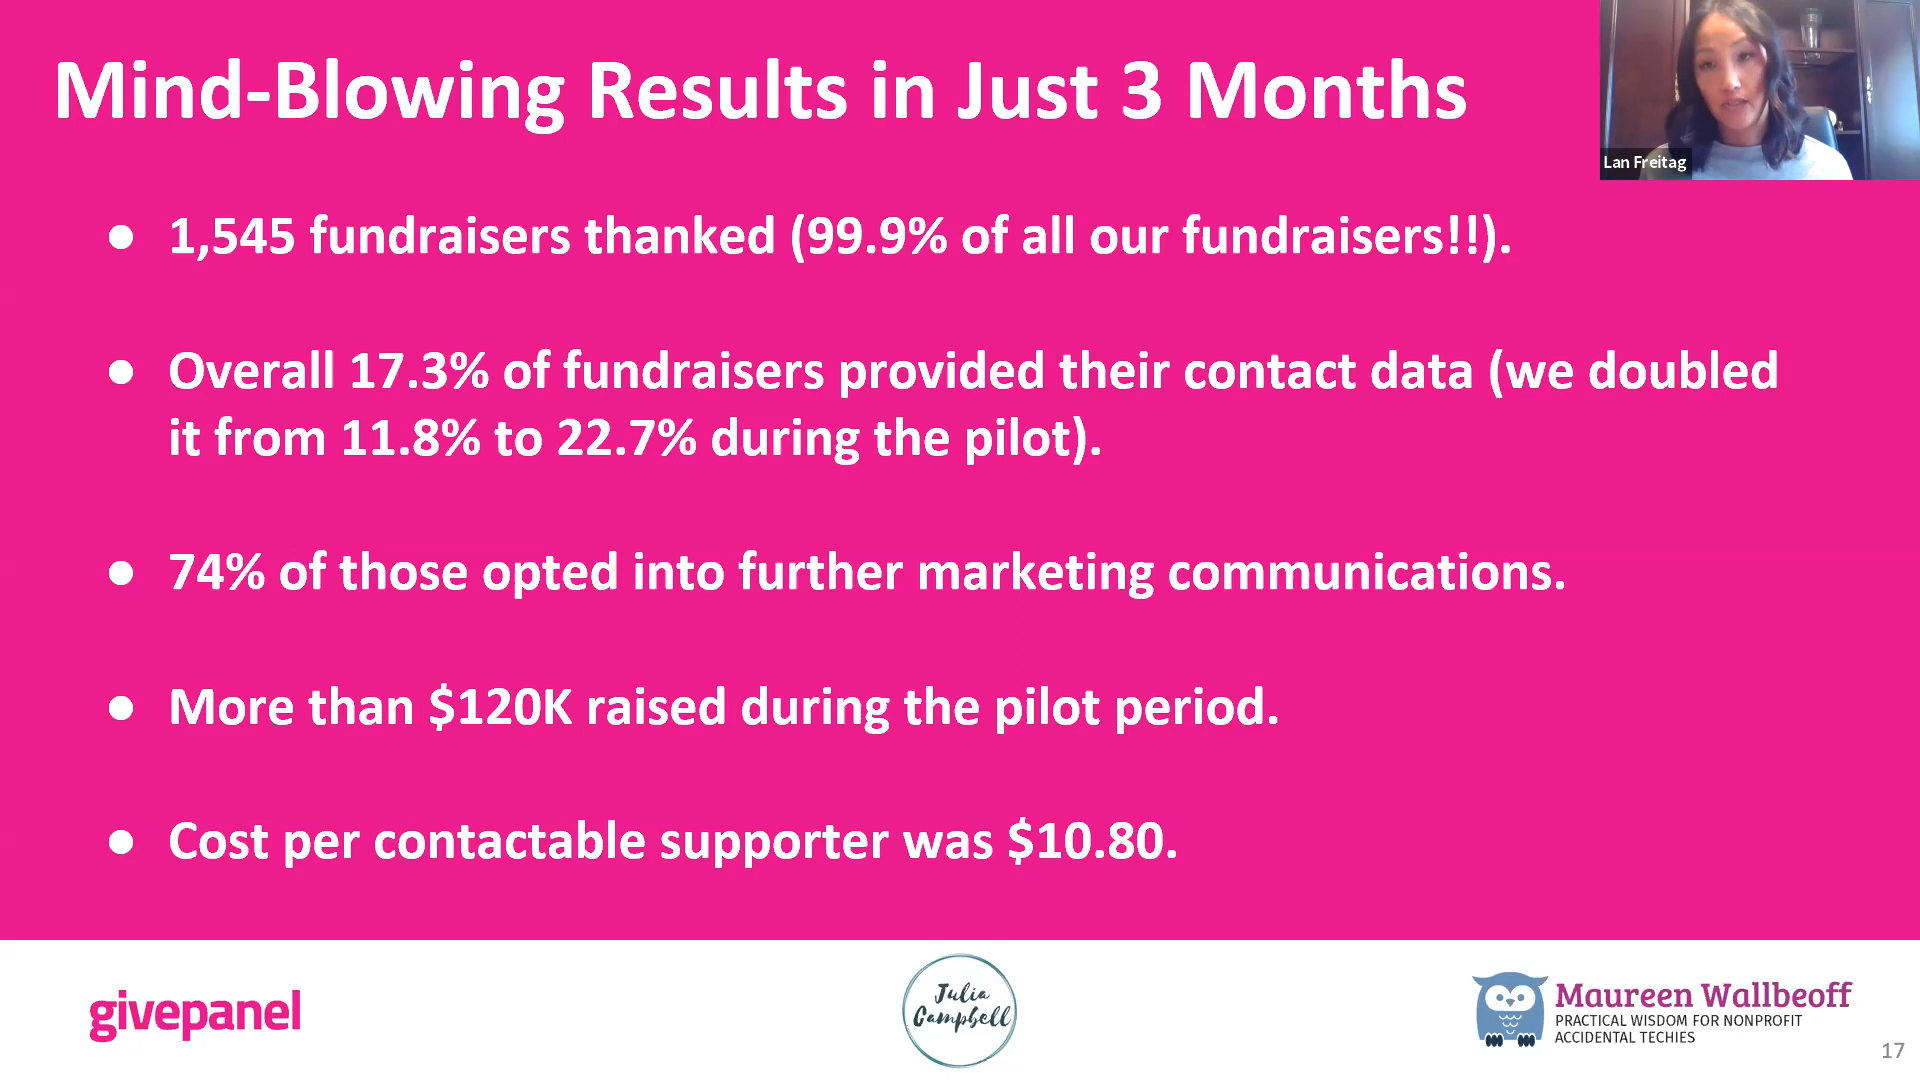 Mind-Blowing Results in Just 3 Months
Lan Freitag
● 1,545 fundraisers thanked (99.9% of all our fundraisers!!).
● Overall 17.3% of fundraisers provided their contact data (we doubled
it from 11.8% to 22.7% during the pilot).
● 74% of those opted into further marketing communications.
● More than $120K raised during the pilot period.
● Cost per contactable supporter was $10.80.
givepanel
Julia
Campbell
Maureen Wallbeoff
PRACTICAL WISDOM FOR NONPROFIT
ACCIDENTAL TECHIES
17